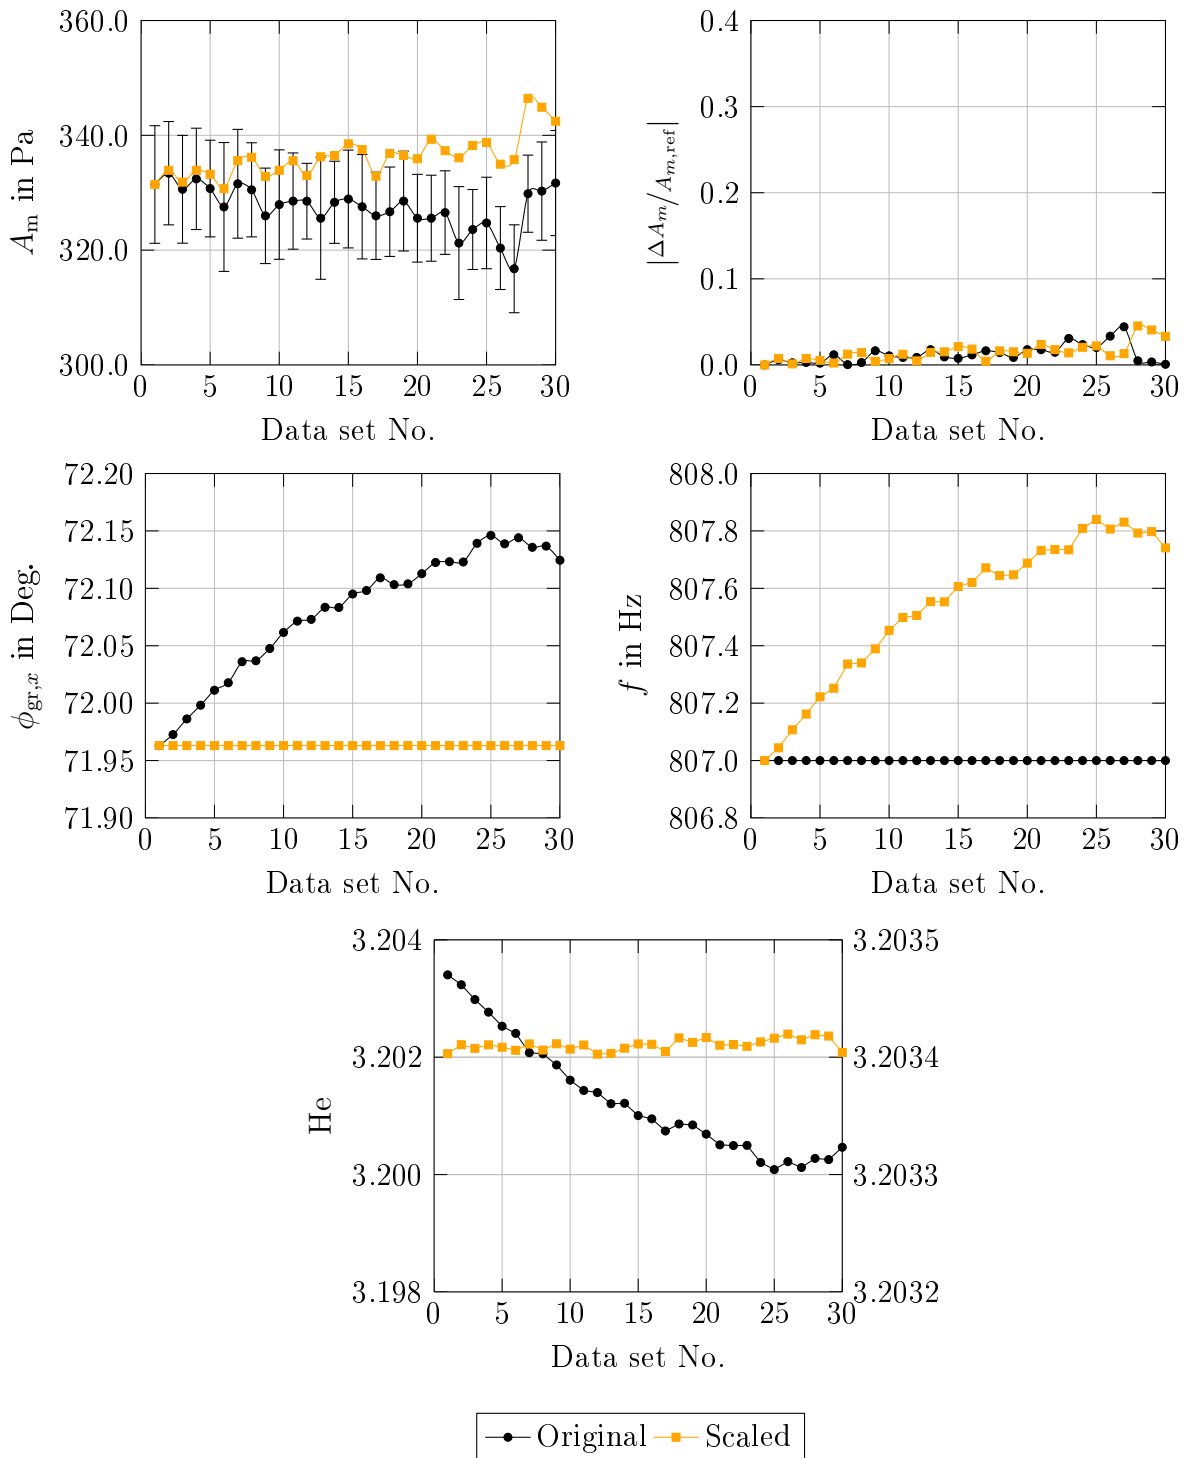 360.0
340.0
320.0
300.0
A_m in Pa
0 5 10 15 20 25 30
Data set No.
0.4
0.3
0.2
0.1
0.0
|ΔA_m/A_{m,ref}|
0 5 10 15 20 25 30
Data set No.
72.20
72.15
72.10
72.05
72.00
71.95
71.90
ϕ_{gr,x} in Deg.
0 5 10 15 20 25 30
Data set No.
808.0
807.8
807.6
807.4
807.2
807.0
806.8
f in Hz
0 5 10 15 20 25 30
Data set No.
3.204
3.202
3.200
3.198
He
3.2035
3.2034
3.2033
3.2032
0 5 10 15 20 25 30
Data set No.
Original Scaled